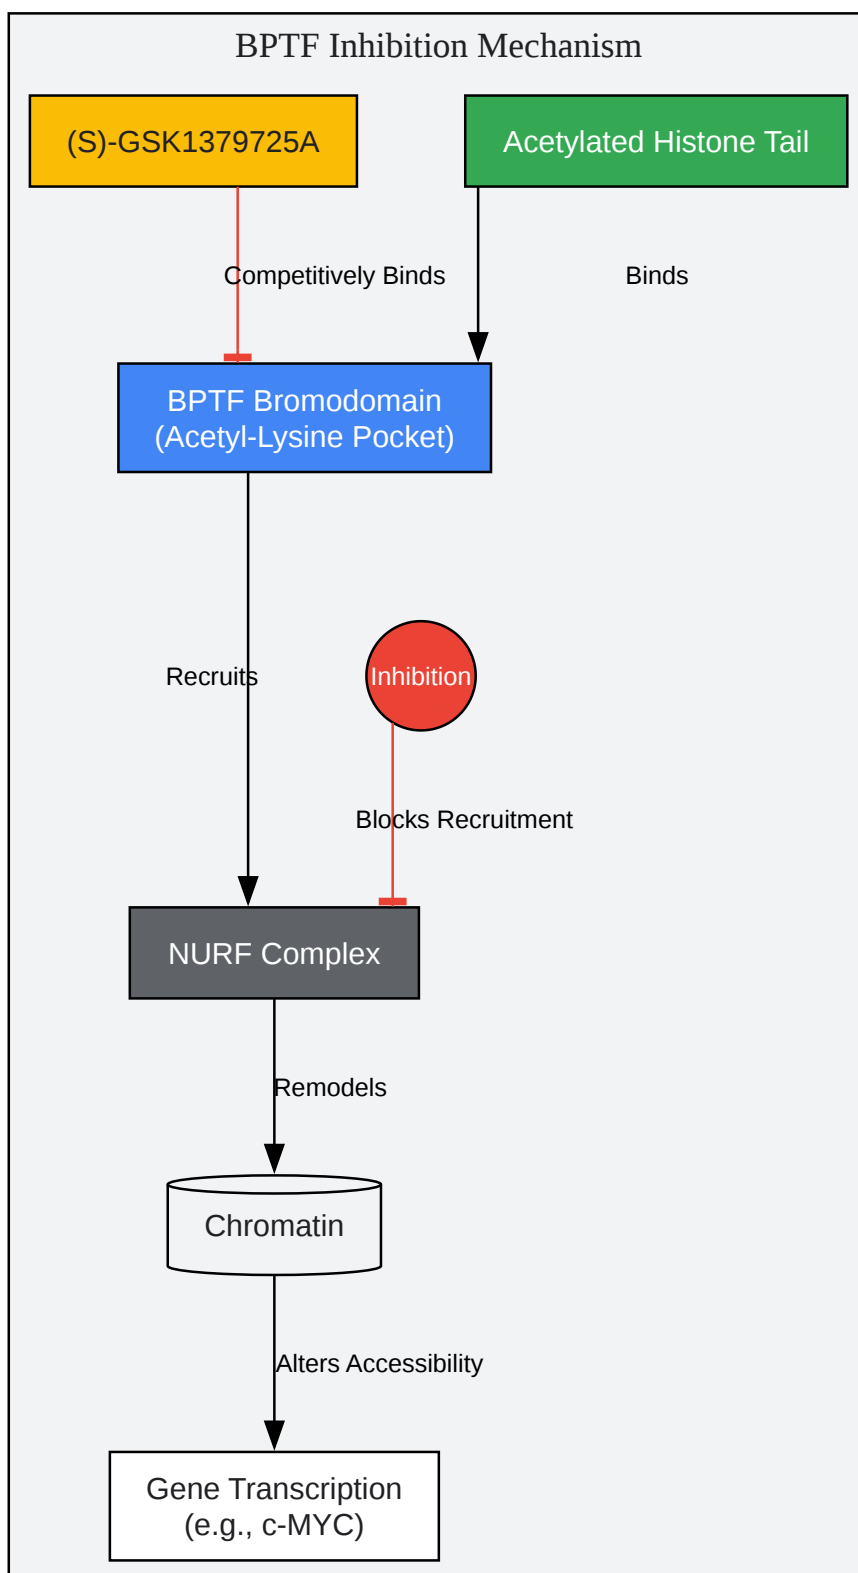 BPTF Inhibition Mechanism
(S)-GSK1379725A
Acetylated Histone Tail
Competitively Binds
Binds
BPTF Bromodomain
(Acetyl-Lysine Pocket)
Recruits
Inhibition
Blocks Recruitment
NURF Complex
Remodels
Chromatin
Alters Accessibility
Gene Transcription
(e.g., c-MYC)